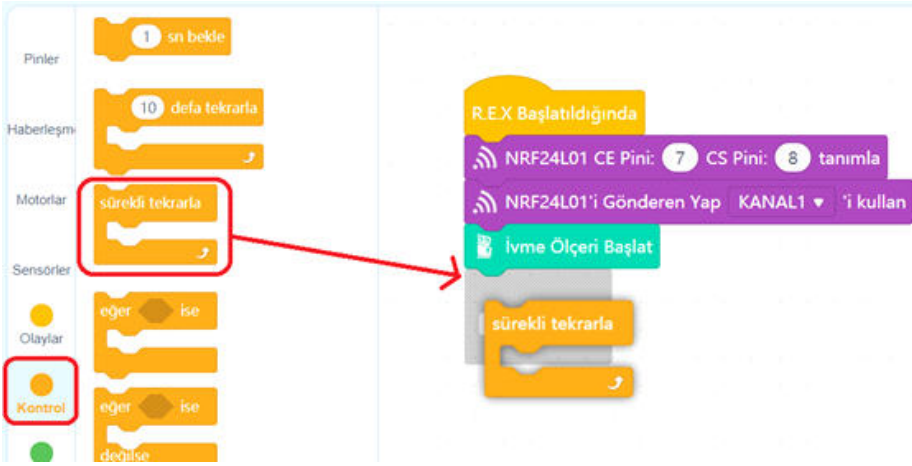 Pinler
Haberleşm
Motorlar
Sensörler
Olaylar
Kontrol
1 sn bekle
10 defa tekrarla
sürekli tekrarla
eğer ise
eğer ise
değilse
R.E.X Başlatıldığında
NRF24L01 CE Pini: 7 CS Pini: 8 tanımla
NRF24L01'i Gönderen Yap KANAL1 'i kullan
İvme Ölçeri Başlat
sürekli tekrarla